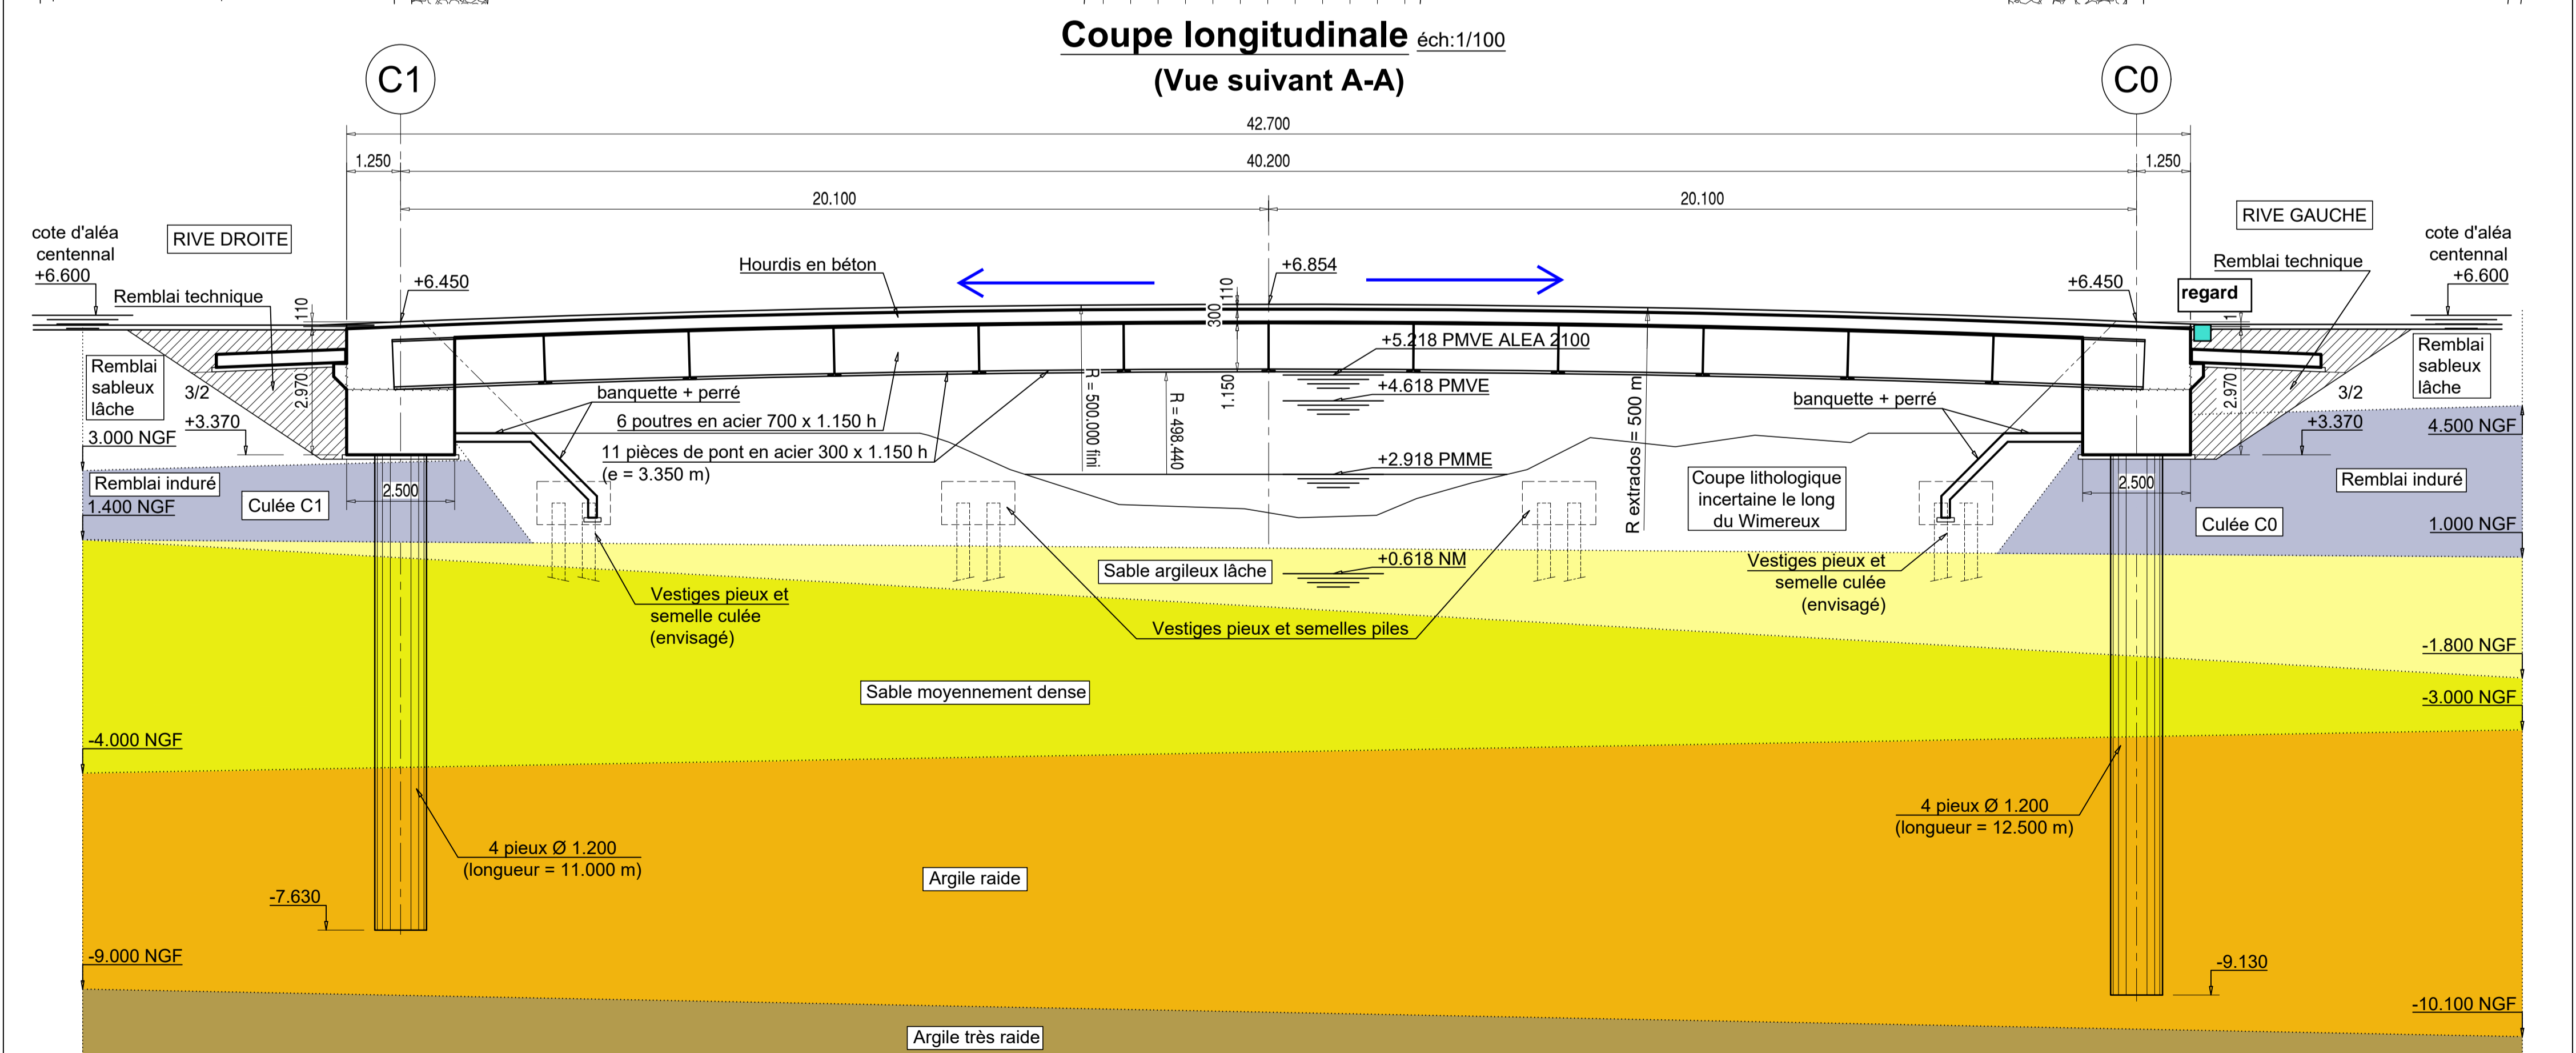 Coupe longitudinale éch:1/100
(Vue suivant A-A)
C1
C0
42.700
1.250
40.200
1.250
20.100
20.100
cote d'aléa
centennal
+6.600
RIVE DROITE
RIVE GAUCHE
cote d'aléa
centennal
+6.600
Remblai technique
+6.450
Hourdis en béton
+6.854
+6.450
regard
Remblai technique
110
300
110
1
+5.218 PMVE ALEA 2100
+4.618 PMVE
Remblai
sableux
lâche
3/2
2.970
+3.370
3.000 NGF
banquette + perré
6 poutres en acier 700 x 1.150 h
11 pièces de pont en acier 300 x 1.150 h
(e = 3.350 m)
R = 500.000 fini
R = 498.440
1.150
R extrados = 500 m
banquette + perré
2.970
3/2
+3.370
Remblai
sableux
lâche
4.500 NGF
+2.918 PMME
Remblai induré
1.400 NGF
Culée C1
2.500
Coupe lithologique
incertaine le long
du Wimereux
2.500
Culée C0
Remblai induré
1.000 NGF
Sable argileux lâche
+0.618 NM
Vestiges pieux et
semelle culée
(envisagé)
Vestiges pieux et semelles piles
Vestiges pieux et
semelle culée
(envisagé)
-1.800 NGF
Sable moyennement dense
-3.000 NGF
-4.000 NGF
4 pieux Ø 1.200
(longueur = 11.000 m)
4 pieux Ø 1.200
(longueur = 12.500 m)
Argile raide
-7.630
-9.000 NGF
-9.130
-10.100 NGF
Argile très raide